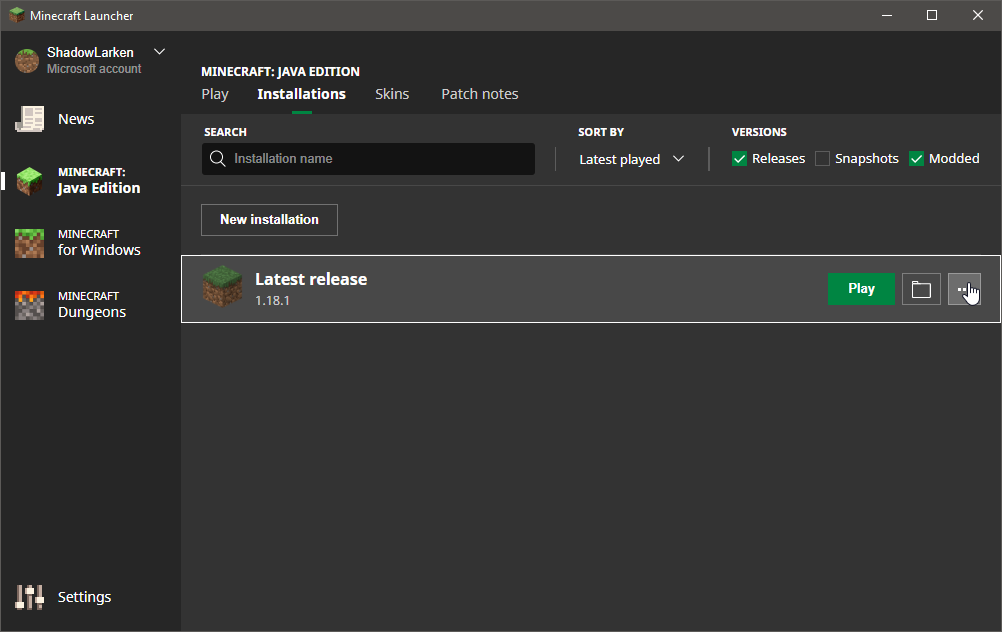 Minecraft Launcher
ShadowLarken
Microsoft account
News
MINECRAFT:
Java Edition
MINECRAFT
for Windows
MINECRAFT
Dungeons
Settings
MINECRAFT: JAVA EDITION
Play Installations Skins Patch notes
SEARCH SORT BY VERSIONS
Installation name Latest played Releases Snapshots Modded
New installation
Latest release
1.18.1
Play